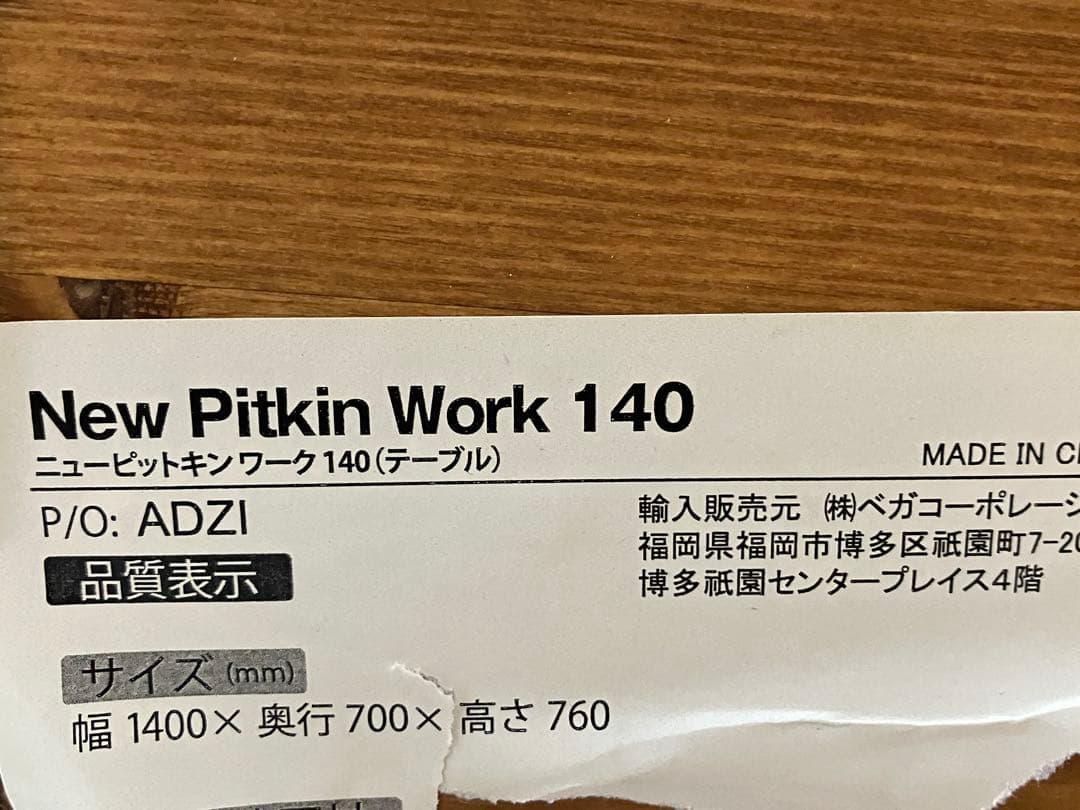 New Pitkin Work 140
ニューピットキン ワーク 140（テーブル）
MADE IN
P/O: ADZI
輸入販売元 ㈱ベガコーポレーシ
福岡県福岡市博多区祇園町7-20
博多祇園センタープレイス4階
品質表示
サイズ (mm)
幅 1400× 奥行 700× 高さ 760